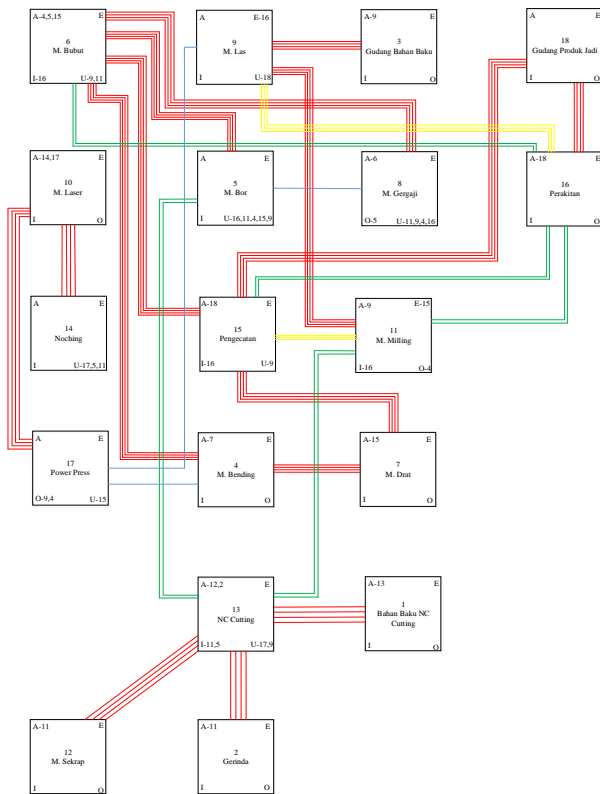 A-4,5,15 E
6
M. Bubut
I-16 U-9,11
A E-16
9
M. Las
I U-18
A-9 E
3
Gudang Bahan Baku
I O
A E
18
Gudang Produk Jadi
I O
A-14,17 E
10
M. Laser
I O
A E
5
M. Bor
I U-16,11,4,15,9
A-6 E
8
M. Gergaji
O-5 U-11,9,4,16
A-18 E
16
Perakitan
I O
A E
14
Noching
I U-17,5,11
A-18 E
15
Pengecatan
I-16 U-9
A-9 E-15
11
M. Milling
I-16 O-4
A E
17
Power Press
O-9,4 U-15
A-7 E
4
M. Bending
I O
A-15 E
7
M. Drat
I O
A-12,2 E
13
NC Cutting
I-11,5 U-17,9
A-13 E
1
Bahan Baku NC
Cutting
I O
A-11 E
12
M. Sekrap
I O
A-11 E
2
Gerinda
I O